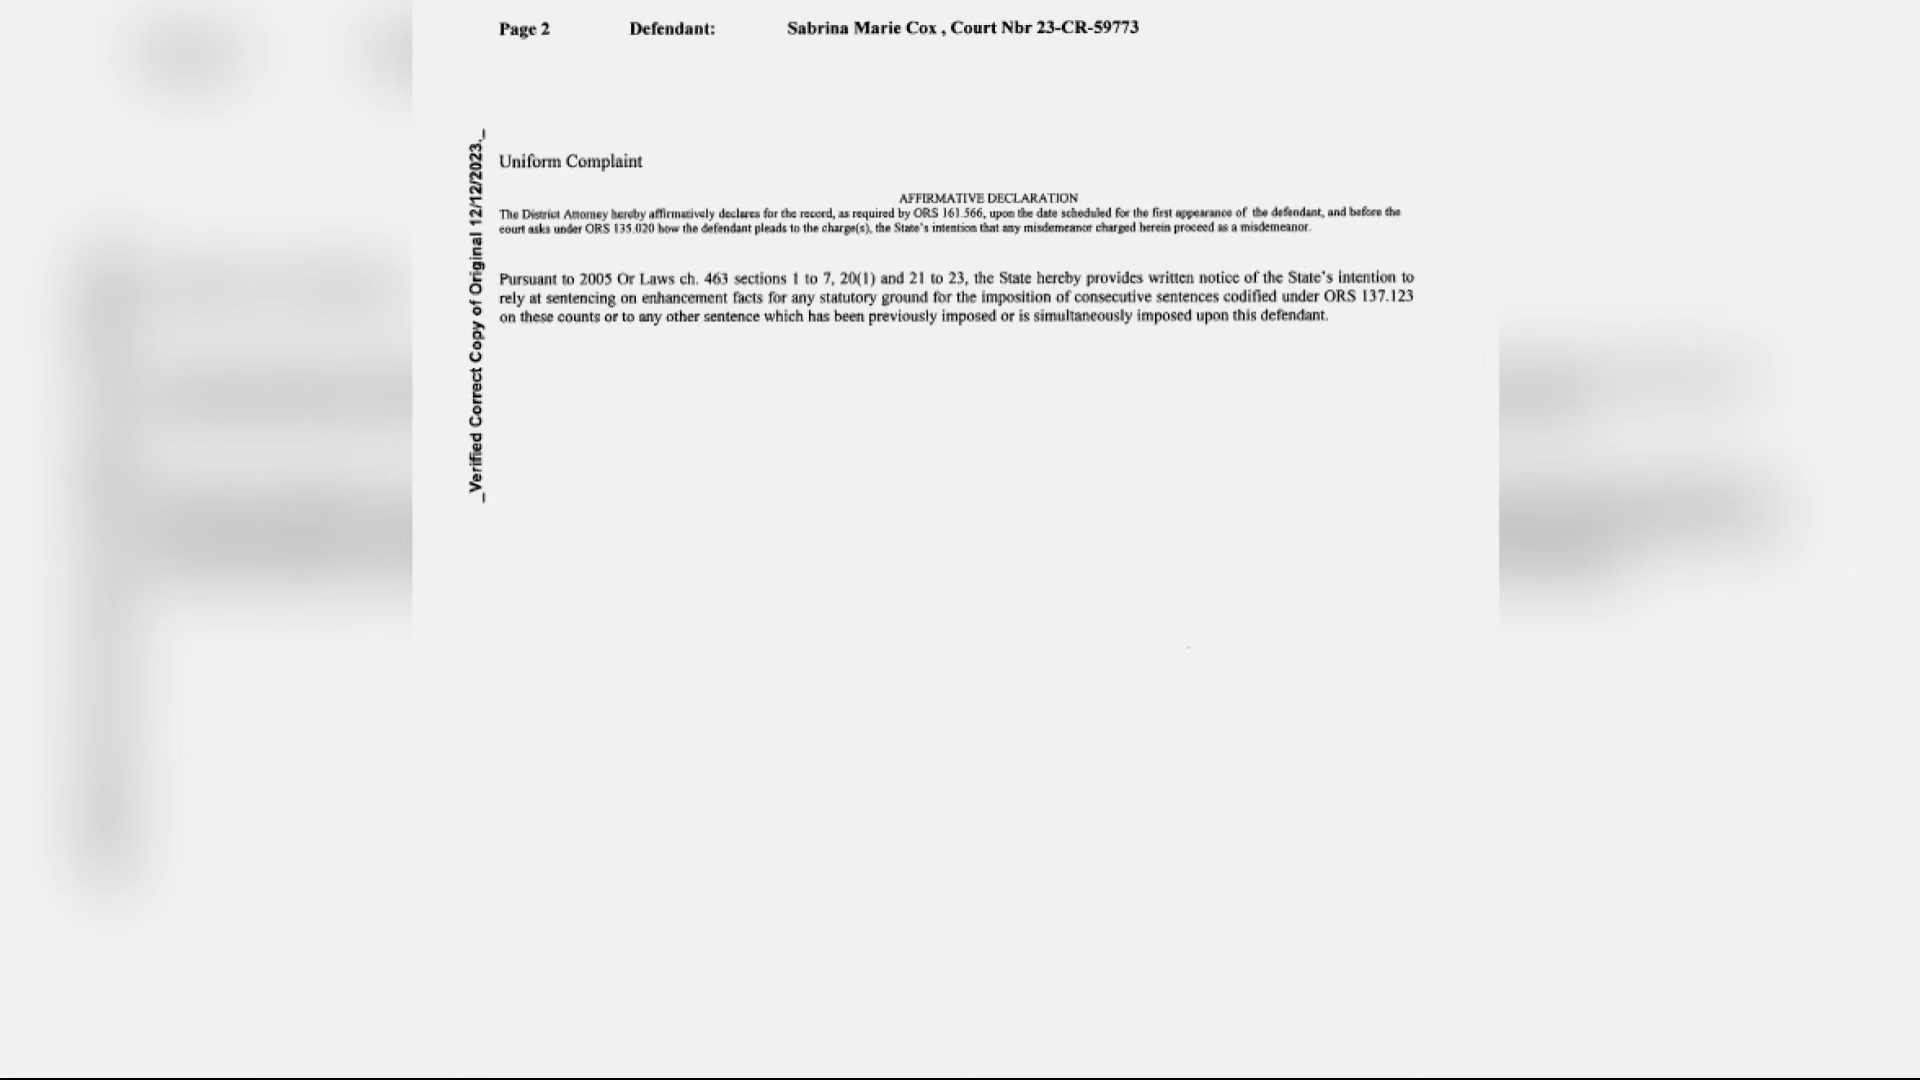 Page 2 Defendant: Sabrina Marie Cox , Court Nbr 23-CR-59773
_Verified Correct Copy of Original 12/12/2023._
Uniform Complaint
AFFIRMATIVE DECLARATION
The District Attorney hereby affirmatively declares for the record, as required by ORS 161.566, upon the date scheduled for the first appearance of the defendant, and before the
court asks under ORS 135.020 how the defendant pleads to the charge(s), the State's intention that any misdemeanor charged herein proceed as a misdemeanor.
Pursuant to 2005 Or Laws ch. 463 sections 1 to 7, 20(1) and 21 to 23, the State hereby provides written notice of the State's intention to
rely at sentencing on enhancement facts for any statutory ground for the imposition of consecutive sentences codified under ORS 137.123
on these counts or to any other sentence which has been previously imposed or is simultaneously imposed upon this defendant.